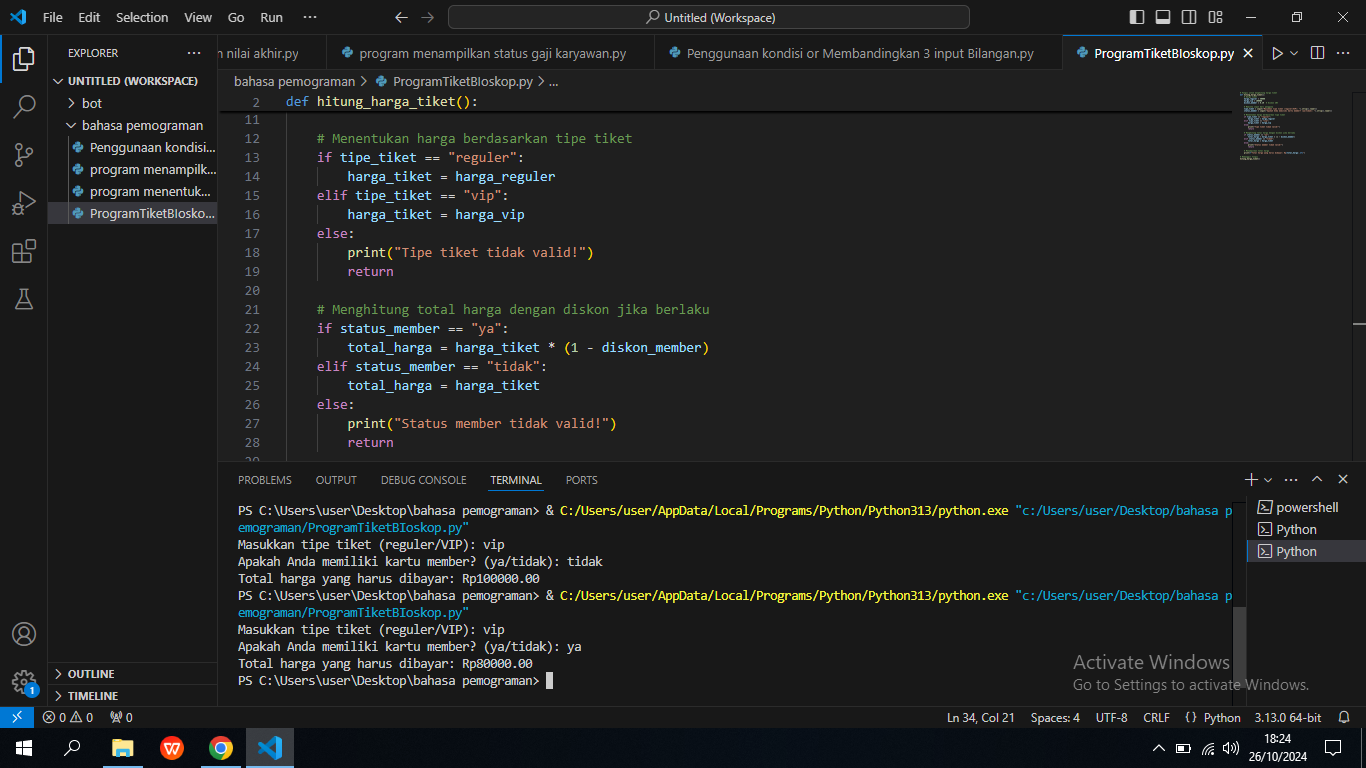 File Edit Selection View Go Run ··· Untitled (Workspace)
EXPLORER ···
UNTITLED (WORKSPACE)
bot
bahasa pemograman
Penggunaan kondisi...
program menampilk...
program menentuk...
ProgramTiketBIosko...
OUTLINE
TIMELINE
n nilai akhir.py program menampilkan status gaji karyawan.py Penggunaan kondisi or Membandingkan 3 input Bilangan.py ProgramTiketBIoskop.py
bahasa pemograman > ProgramTiketBIoskop.py > ...
2 def hitung_harga_tiket():
11
12 # Menentukan harga berdasarkan tipe tiket
13 if tipe_tiket == "reguler":
14 harga_tiket = harga_reguler
15 elif tipe_tiket == "vip":
16 harga_tiket = harga_vip
17 else:
18 print("Tipe tiket tidak valid!")
19 return
20
21 # Menghitung total harga dengan diskon jika berlaku
22 if status_member == "ya":
23 total_harga = harga_tiket * (1 - diskon_member)
24 elif status_member == "tidak":
25 total_harga = harga_tiket
26 else:
27 print("Status member tidak valid!")
28 return
PROBLEMS OUTPUT DEBUG CONSOLE TERMINAL PORTS
PS C:\Users\user\Desktop\bahasa pemograman> & C:/Users/user/AppData/Local/Programs/Python/Python313/python.exe "c:/Users/user/Desktop/bahasa p
emograman/ProgramTiketBIoskop.py"
Masukkan tipe tiket (reguler/VIP): vip
Apakah Anda memiliki kartu member? (ya/tidak): tidak
Total harga yang harus dibayar: Rp100000.00
PS C:\Users\user\Desktop\bahasa pemograman> & C:/Users/user/AppData/Local/Programs/Python/Python313/python.exe "c:/Users/user/Desktop/bahasa p
emograman/ProgramTiketBIoskop.py"
Masukkan tipe tiket (reguler/VIP): vip
Apakah Anda memiliki kartu member? (ya/tidak): ya
Total harga yang harus dibayar: Rp80000.00
PS C:\Users\user\Desktop\bahasa pemograman>
powershell
Python
Python
Activate Windows
Go to Settings to activate Windows.
1
0 0 0 Ln 34, Col 21 Spaces: 4 UTF-8 CRLF {} Python 3.13.0 64-bit
W
18:24
26/10/2024